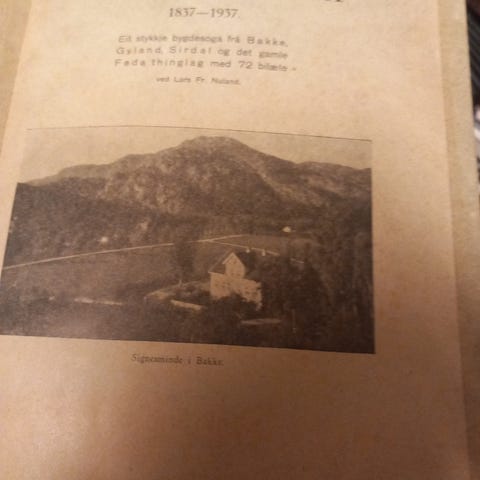 1837—1937.
Eit stykkje bygdesoga frå Bakke,
Gyland, Sirdal og det gamle
Feda thinglag med 72 bilæte -
ved Lars Fr. Nuland.
Signesminde i Bakke.